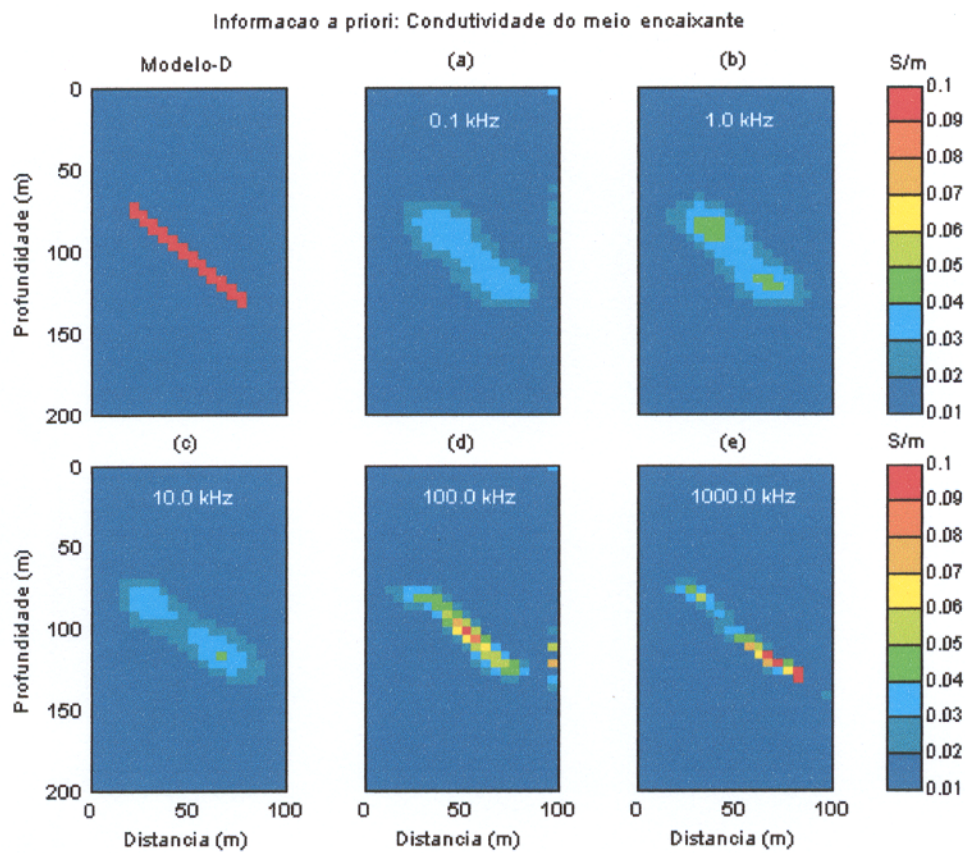 Informacao a priori: Condutividade do meio encaixante
Modelo-D
(a)
(b)
S/m
0
50
100
150
200
Profundidade (m)
0.1 kHz
1.0 kHz
0.1
0.09
0.08
0.07
0.06
0.05
0.04
0.03
0.02
0.01
(c)
(d)
(e)
S/m
0
50
100
150
200
Profundidade (m)
10.0 kHz
100.0 kHz
1000.0 kHz
0.1
0.09
0.08
0.07
0.06
0.05
0.04
0.03
0.02
0.01
0 50 100
0 50 100
0 50 100
Distancia (m)
Distancia (m)
Distancia (m)